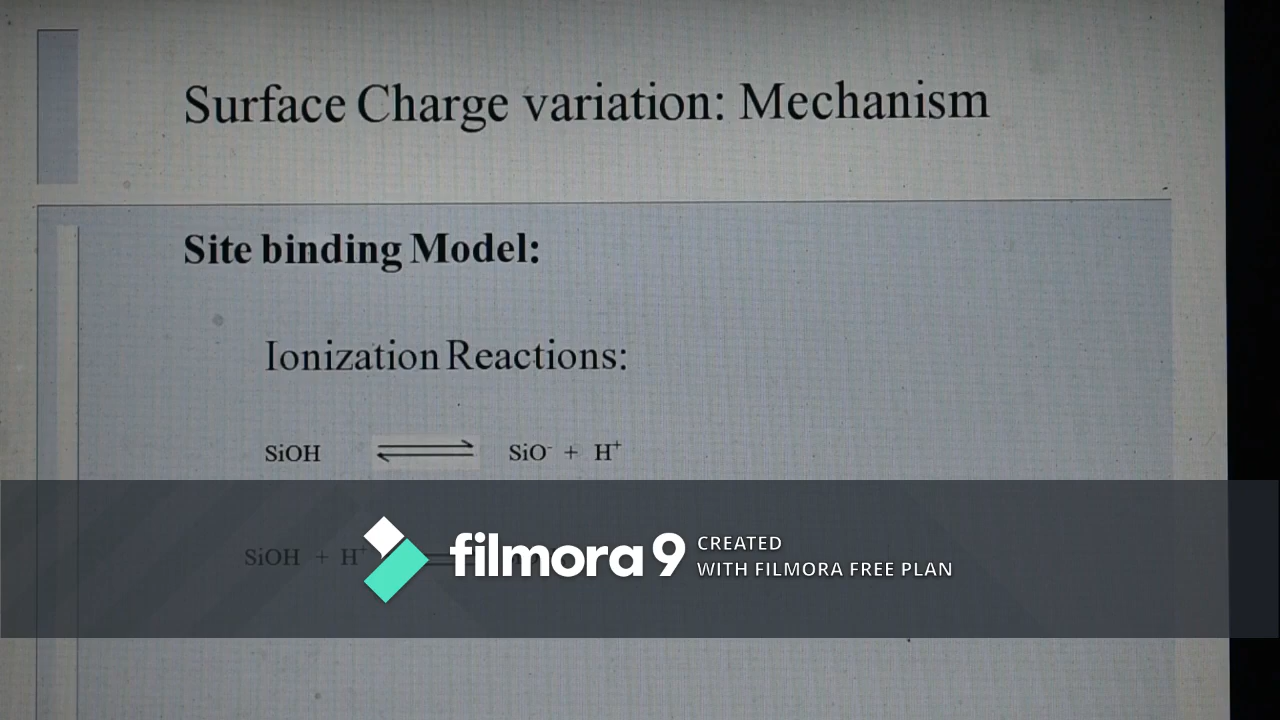 Surface Charge variation: Mechanism
Site binding Model:
Ionization Reactions:
SiOH ⇌ SiO⁻ + H⁺
SiOH + H⁺
filmora 9 CREATED
WITH FILMORA FREE PLAN